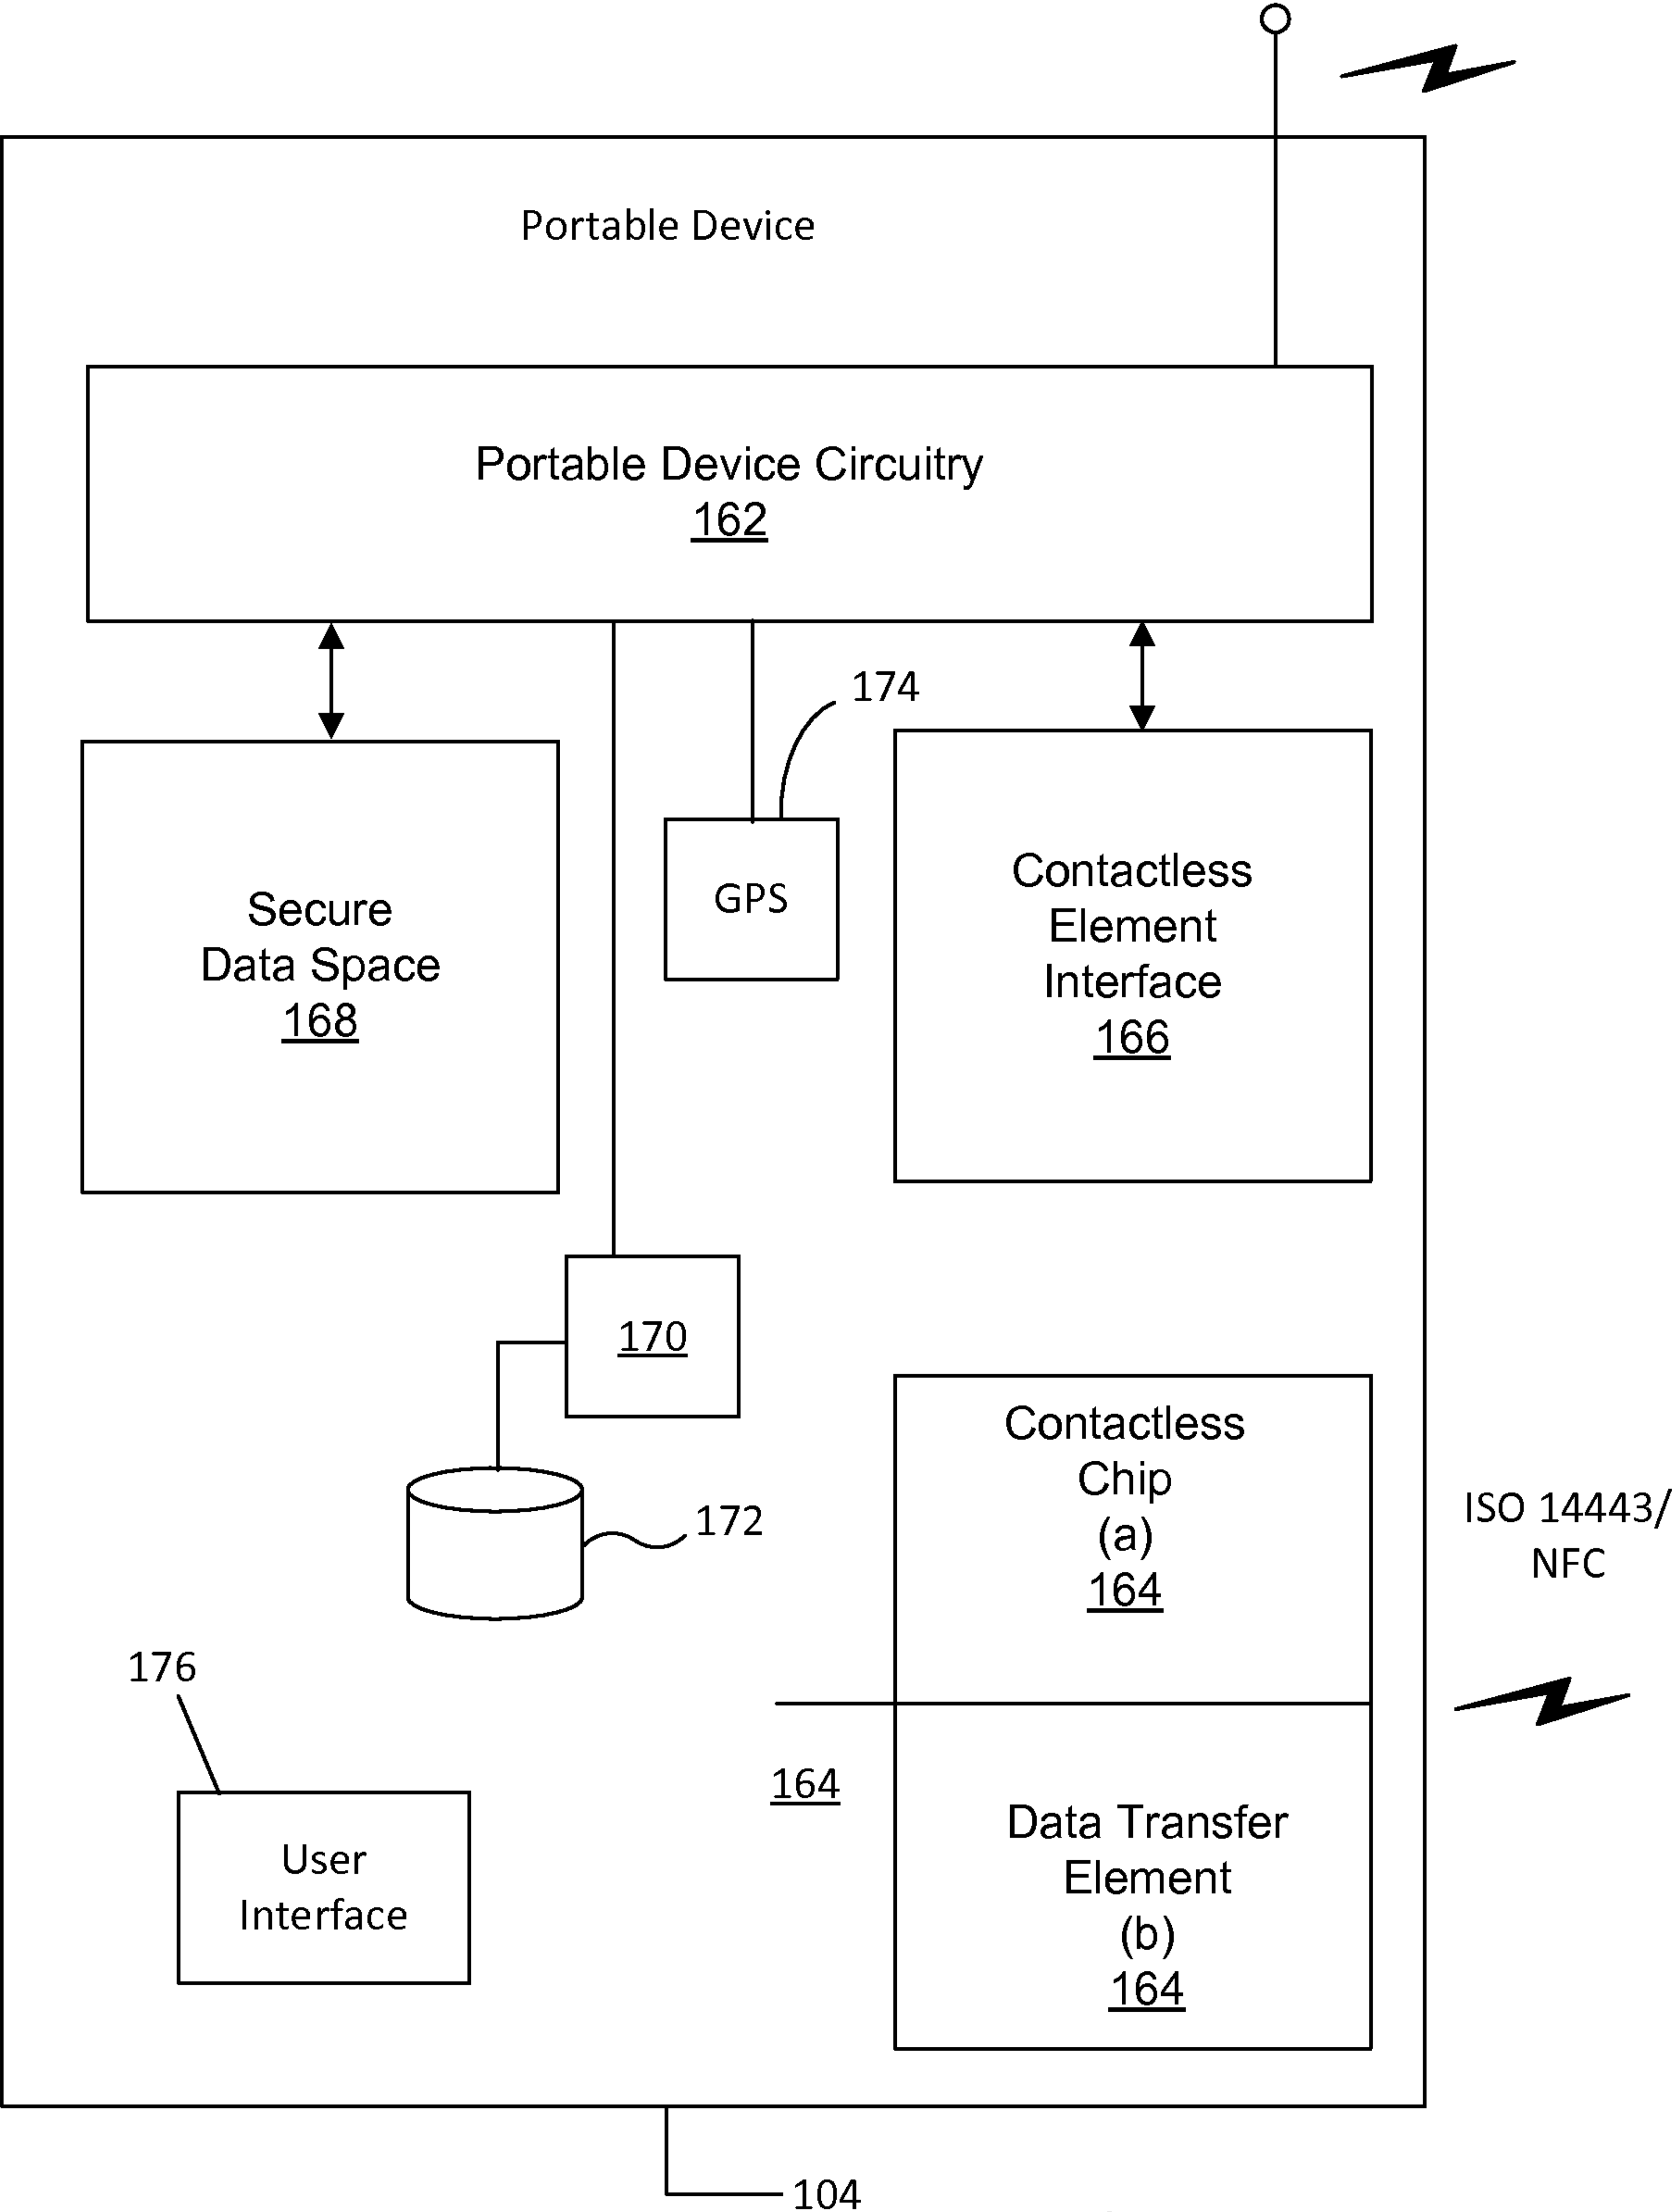 Portable Device
Portable Device Circuitry
162
174
GPS
Secure
Data Space
168
Contactless
Element
Interface
166
170
172
Contactless
Chip
(a)
164
ISO 14443/
NFC
176
User
Interface
164
Data Transfer
Element
(b)
164
104